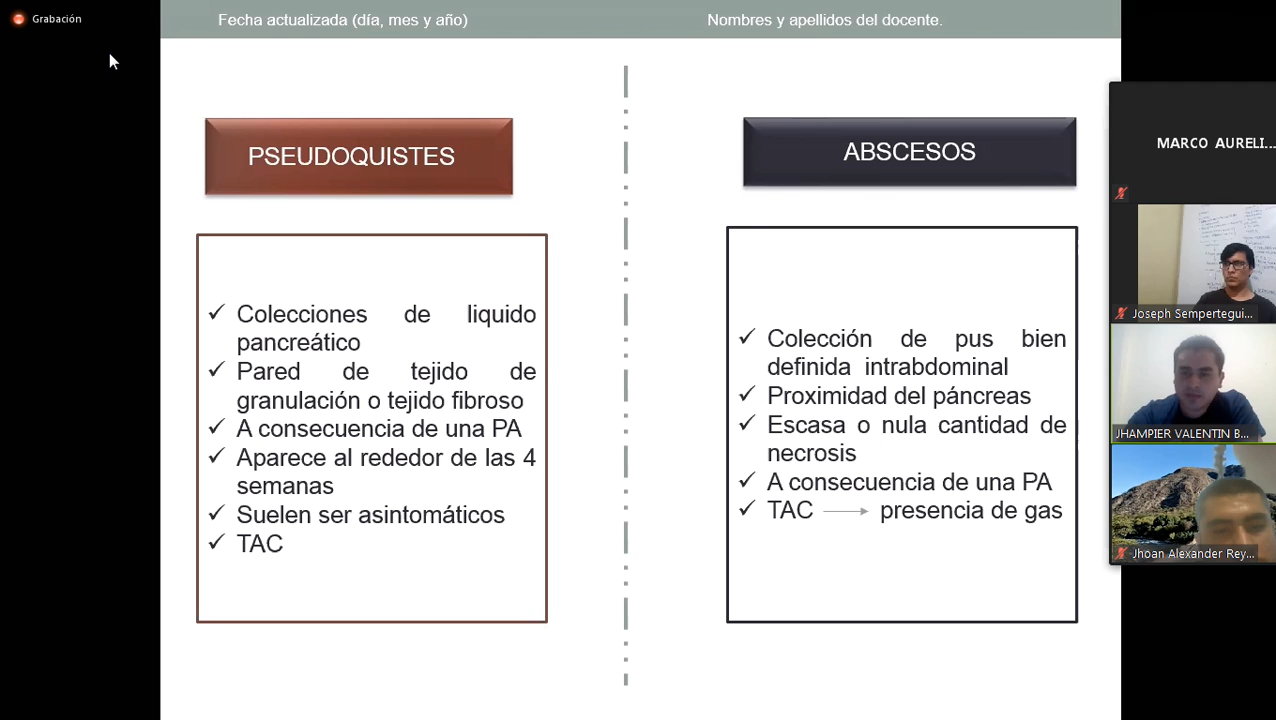 Grabación
Fecha actualizada (día, mes y año)
Nombres y apellidos del docente.
PSEUDOQUISTES
Colecciones de liquido
pancreático
Pared de tejido de
granulación o tejido fibroso
A consecuencia de una PA
Aparece al rededor de las 4
semanas
Suelen ser asintomáticos
TAC
ABSCESOS
Colección de pus bien
definida intrabdominal
Proximidad del páncreas
Escasa o nula cantidad de
necrosis
A consecuencia de una PA
TAC → presencia de gas
MARCO AURELI...
Joseph Sempertegui...
JHAMPIER VALENTIN B...
Jhoan Alexander Rey...